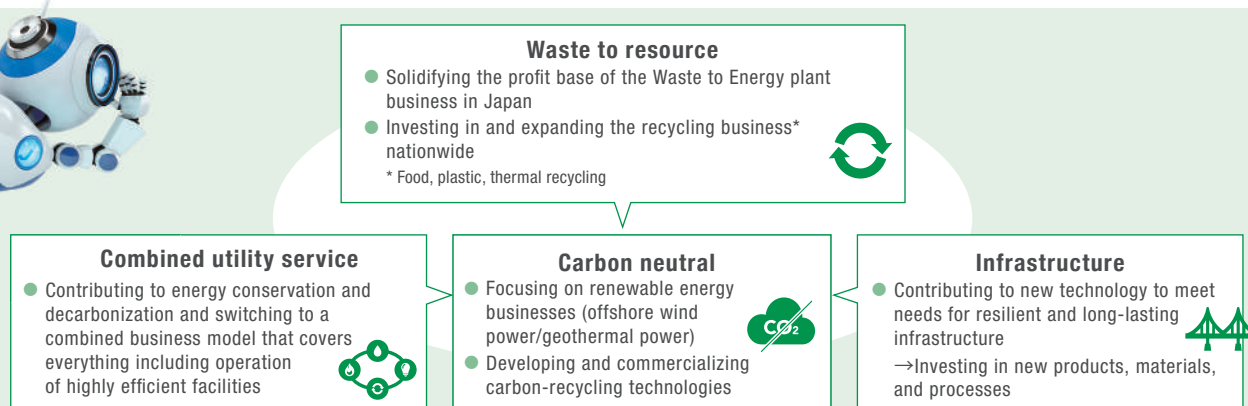 Waste to resource
● Solidifying the profit base of the Waste to Energy plant
business in Japan
● Investing in and expanding the recycling business*
nationwide
* Food, plastic, thermal recycling
Combined utility service
● Contributing to energy conservation and
decarbonization and switching to a
combined business model that covers
everything including operation
of highly efficient facilities
Carbon neutral
● Focusing on renewable energy
businesses (offshore wind
power/geothermal power)
● Developing and commercializing
carbon-recycling technologies
CO₂
Infrastructure
● Contributing to new technology to meet
needs for resilient and long-lasting
infrastructure
→Investing in new products, materials,
and processes